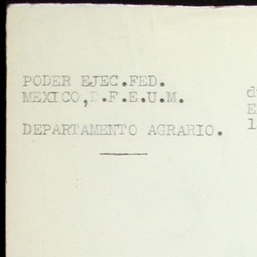 PODER EJEC.FED.
MEXICO,D.F.E.U.M.
DEPARTAMENTO AGRARIO.